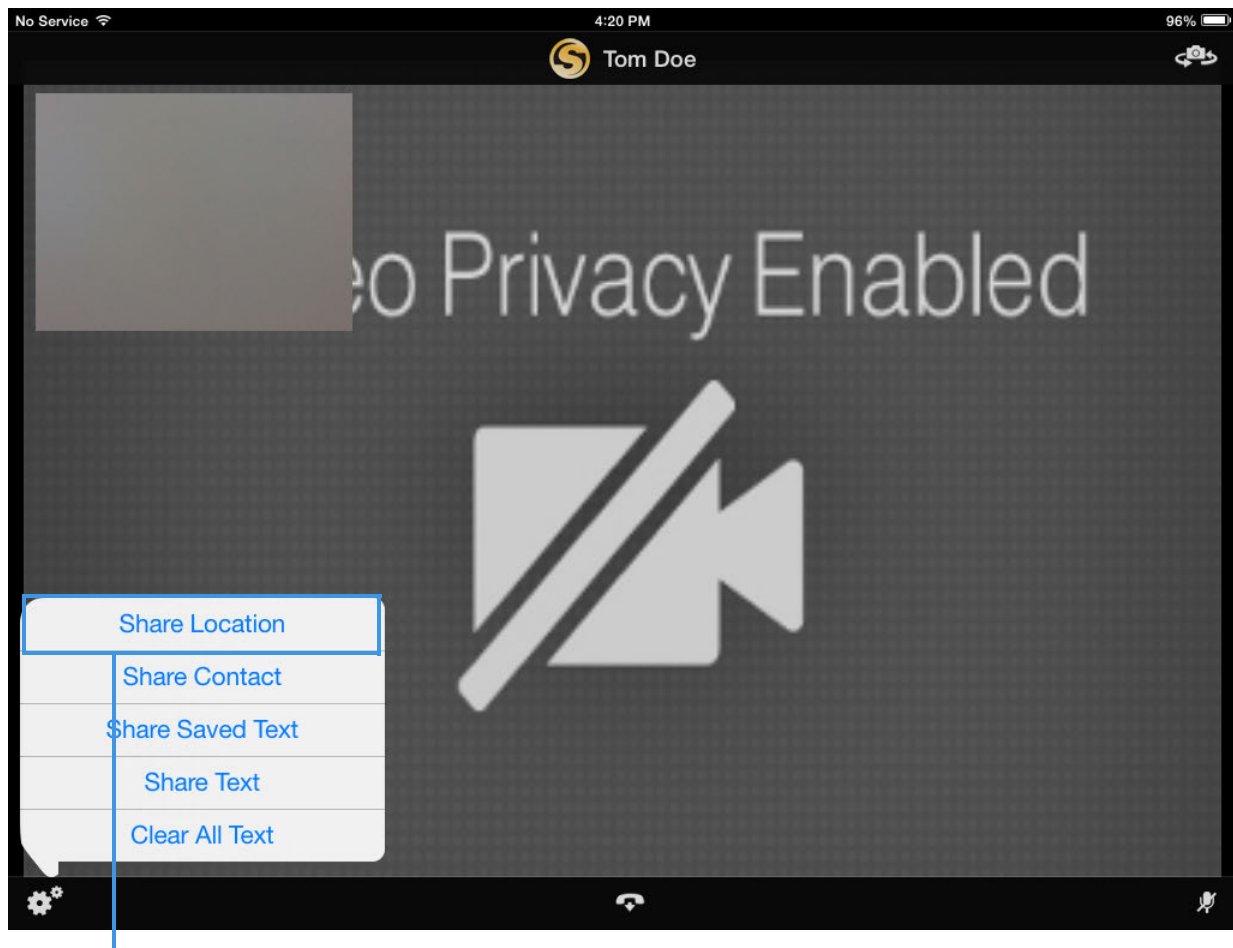 No Service 4:20 PM 96%
S Tom Doe
eo Privacy Enabled
Share Location
Share Contact
Share Saved Text
Share Text
Clear All Text